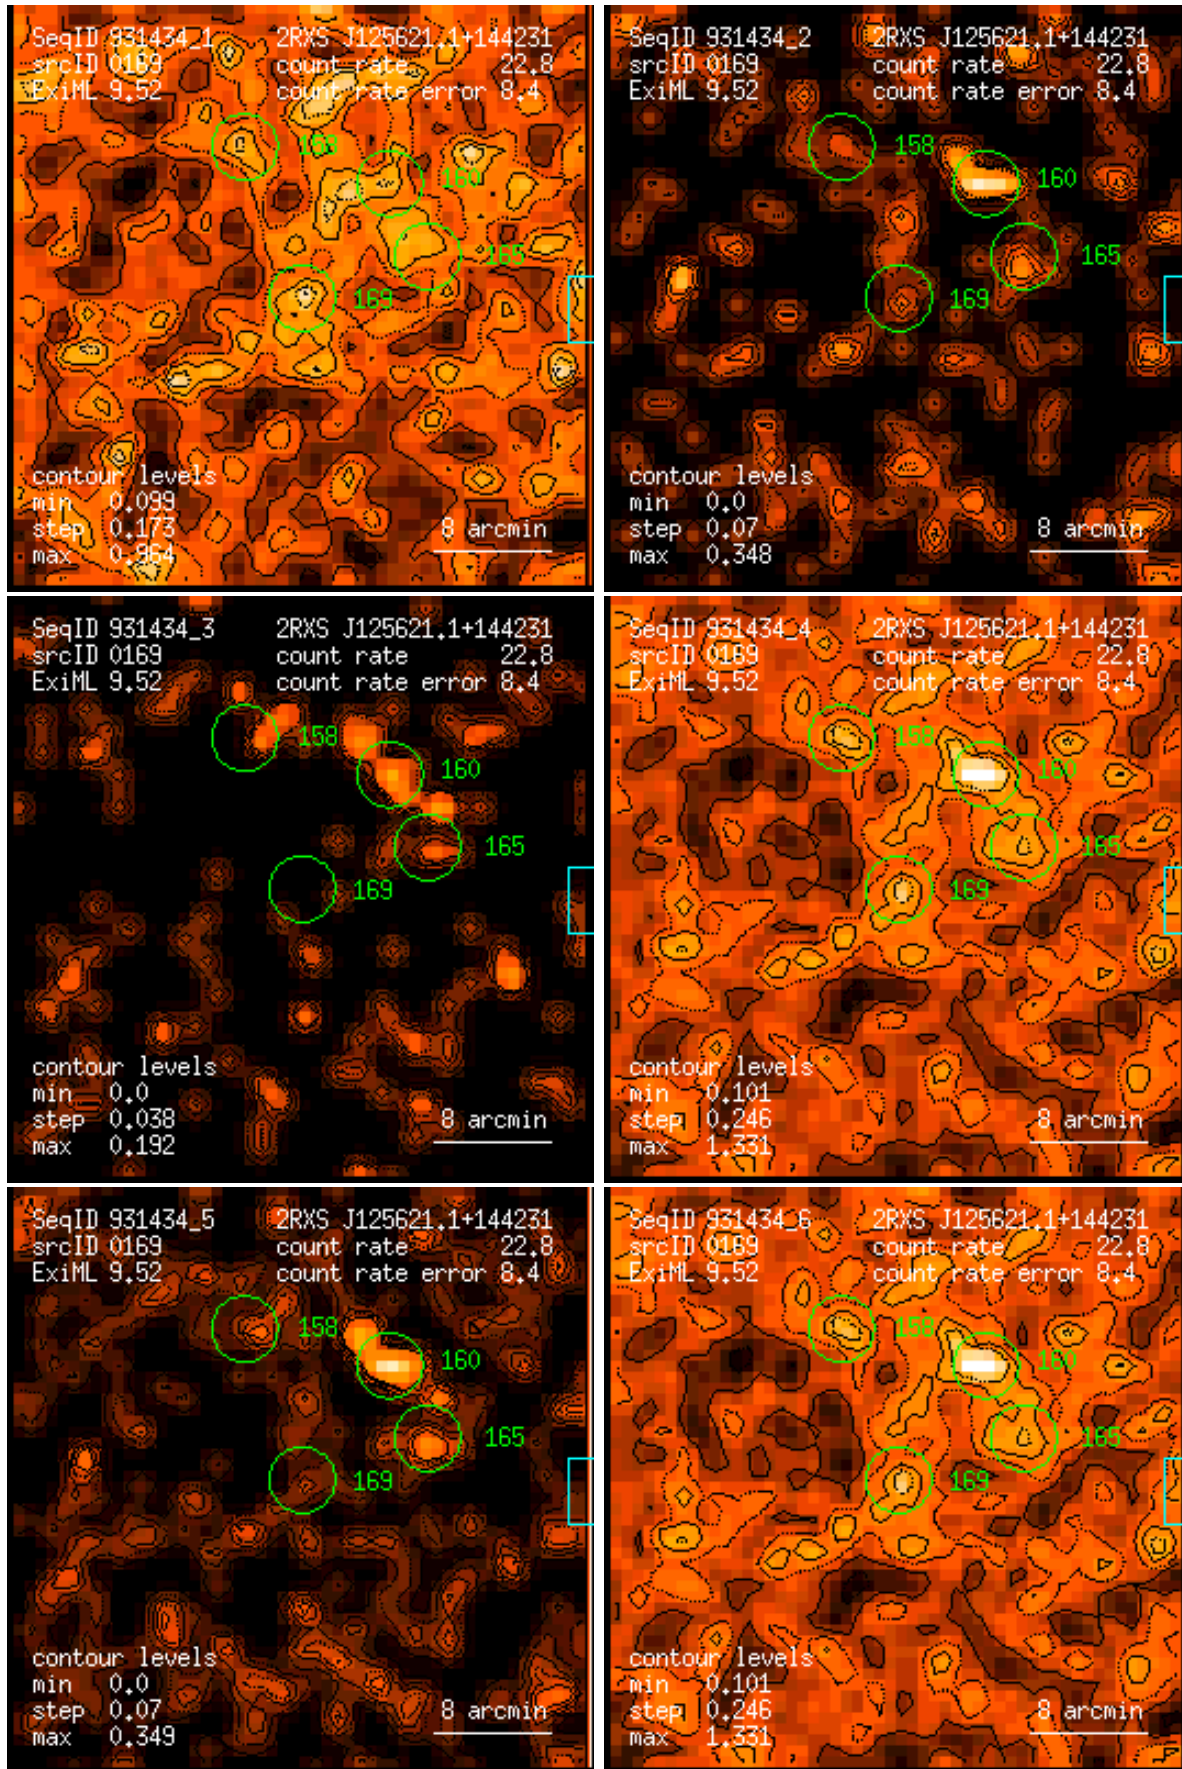 SeqID 931434_1 2RXS J125621.1+144231
srcID 0169 count rate 22.8
ExiML 9.52 count rate error 8.4
158
160
165
169
contour levels
min 0.099
step 0.173 8 arcmin
max 0.964
SeqID 931434_2 2RXS J125621.1+144231
srcID 0169 count rate 22.8
ExiML 9.52 count rate error 8.4
158
160
165
169
contour levels
min 0.0
step 0.07 8 arcmin
max 0.348
SeqID 931434_3 2RXS J125621.1+144231
srcID 0169 count rate 22.8
ExiML 9.52 count rate error 8.4
158
160
165
169
contour levels
min 0.0
step 0.038 8 arcmin
max 0.192
SeqID 931434_4 2RXS J125621.1+144231
srcID 0169 count rate 22.8
ExiML 9.52 count rate error 8.4
158
160
165
169
contour levels
min 0.101
step 0.246 8 arcmin
max 1.331
SeqID 931434_5 2RXS J125621.1+144231
srcID 0169 count rate 22.8
ExiML 9.52 count rate error 8.4
158
160
165
169
contour levels
min 0.0
step 0.07 8 arcmin
max 0.349
SeqID 931434_6 2RXS J125621.1+144231
srcID 0169 count rate 22.8
ExiML 9.52 count rate error 8.4
158
160
165
169
contour levels
min 0.101
step 0.246 8 arcmin
max 1.331